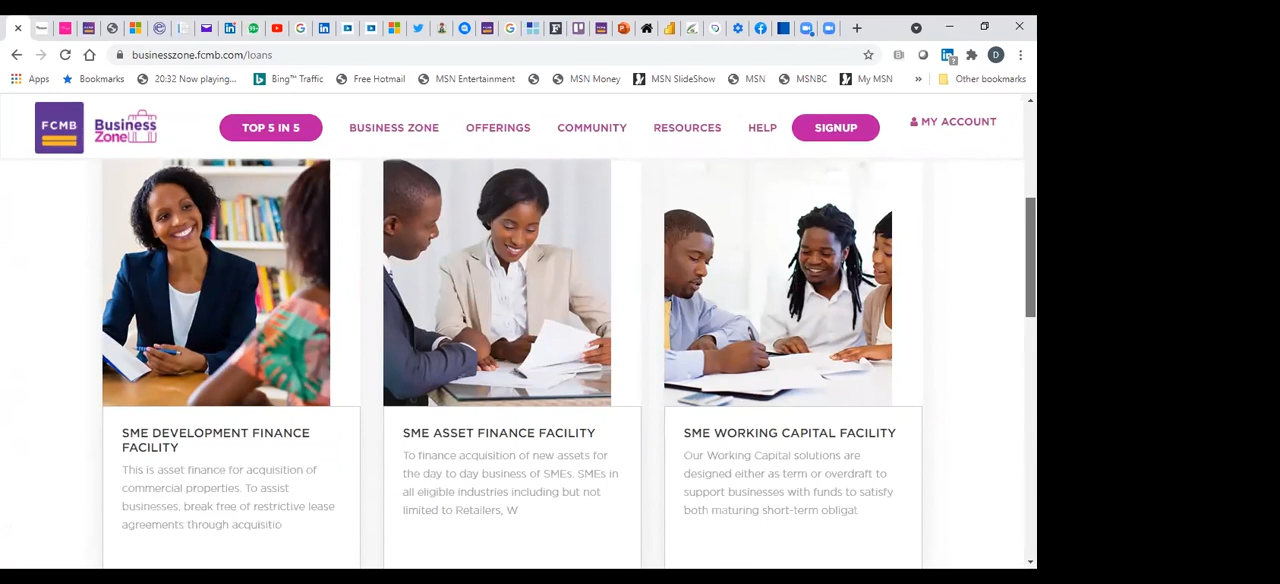 businesszone.fcmb.com/loans
D
Apps Bookmarks 20:32 Now playing... Bing™ Traffic Free Hotmail MSN Entertainment MSN Money MSN SlideShow MSN MSNBC My MSN » Other bookmarks
FCMB Business Zone TOP 5 IN 5 BUSINESS ZONE OFFERINGS COMMUNITY RESOURCES HELP SIGNUP MY ACCOUNT
SME DEVELOPMENT FINANCE
FACILITY
This is asset finance for acquisition of
commercial properties. To assist
businesses, break free of restrictive lease
agreements through acquisitio
SME ASSET FINANCE FACILITY
To finance acquisition of new assets for
the day to day business of SMEs. SMEs in
all eligible industries including but not
limited to Retailers, W
SME WORKING CAPITAL FACILITY
Our Working Capital solutions are
designed either as term or overdraft to
support businesses with funds to satisfy
both maturing short-term obligat